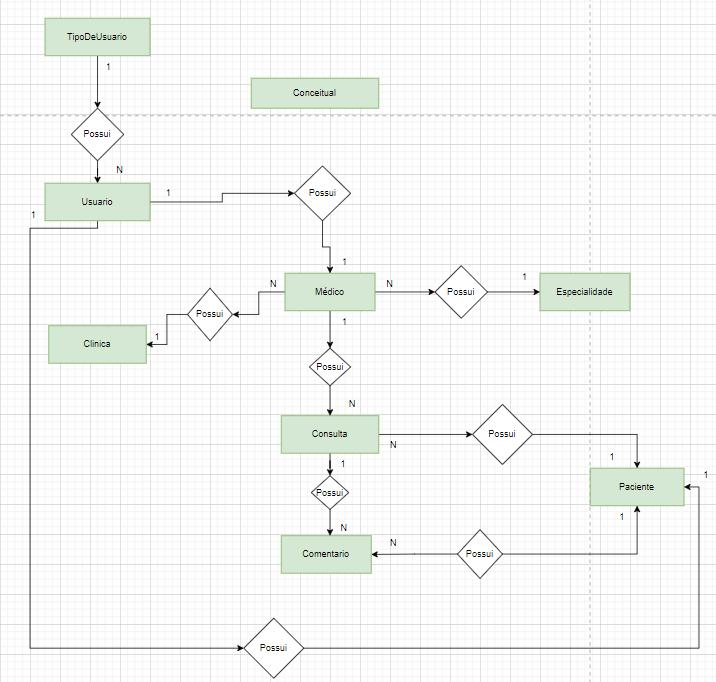 TipoDeUsuario
1
Conceitual
Possui
N
Usuario
1
Possui
1
1
N
Médico
N
Possui
1
Especialidade
Possui
1
Clinica
1
Possui
N
Consulta
N
Possui
1
1
Possui
Paciente
1
1
N
Comentario
N
Possui
Possui